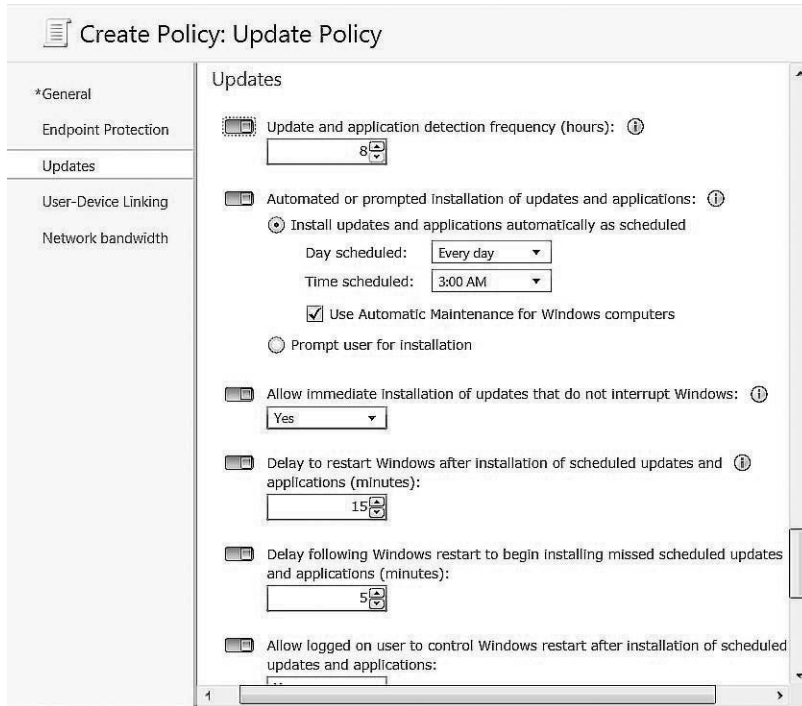 Create Policy: Update Policy
*General
Endpoint Protection
Updates
User-Device Linking
Network bandwidth
Updates
Update and application detection frequency (hours):
8
Automated or prompted installation of updates and applications:
Install updates and applications automatically as scheduled
Day scheduled: Every day
Time scheduled: 3:00 AM
Use Automatic Maintenance for Windows computers
Prompt user for installation
Allow immediate installation of updates that do not interrupt Windows:
Yes
Delay to restart Windows after installation of scheduled updates and
applications (minutes):
15
Delay following Windows restart to begin installing missed scheduled updates
and applications (minutes):
5
Allow logged on user to control Windows restart after installation of scheduled
updates and applications: